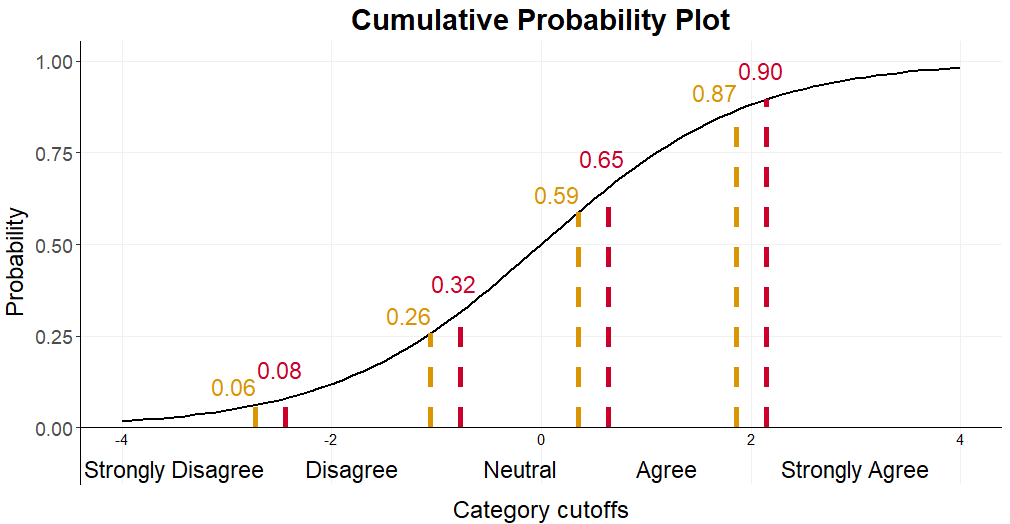 Cumulative Probability Plot
1.00
0.90
0.87
0.75
0.65
0.59
0.50
0.32
0.26
0.25
0.08
0.06
0.00
Probability
-4 -2 0 2 4
Strongly Disagree Disagree Neutral Agree Strongly Agree
Category cutoffs